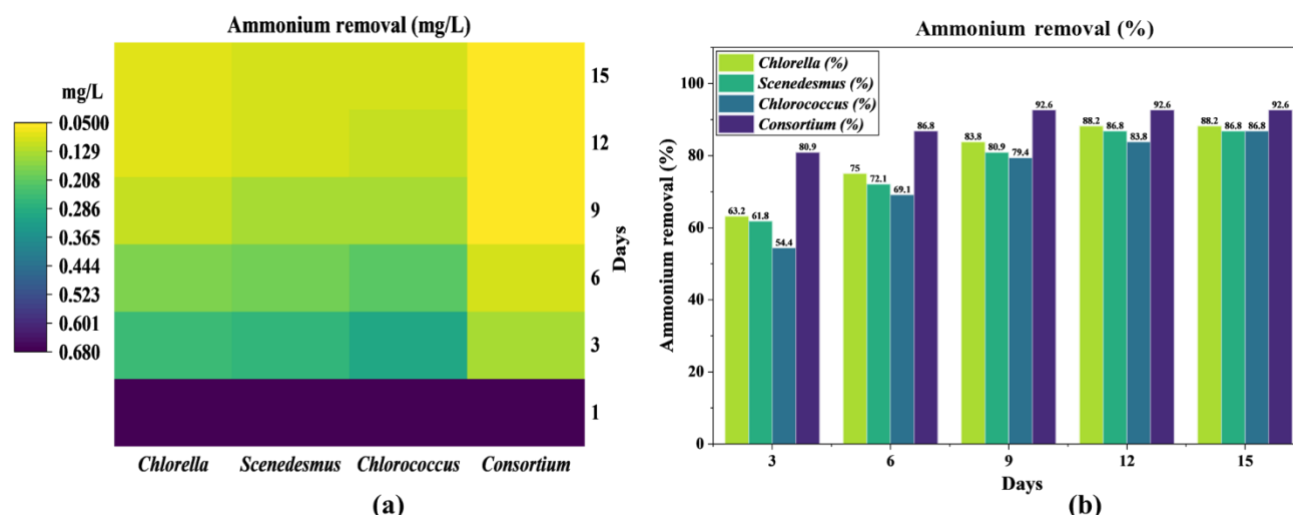 Ammonium removal (mg/L)
mg/L
0.0500
0.129
0.208
0.286
0.365
0.444
0.523
0.601
0.680
15
12
9
6
3
1
Days
Chlorella Scenedesmus Chlorococcus Consortium
(a)
Ammonium removal (%)
Chlorella (%)
Scenedesmus (%)
Chlorococcus (%)
Consortium (%)
Ammonium removal (%)
100
80
60
40
20
0
63.2 61.8 54.4 80.9
75 72.1 69.1 86.8
83.8 80.9 79.4 92.6
88.2 86.8 83.8 92.6
88.2 86.8 86.8 92.6
3 6 9 12 15
Days
(b)